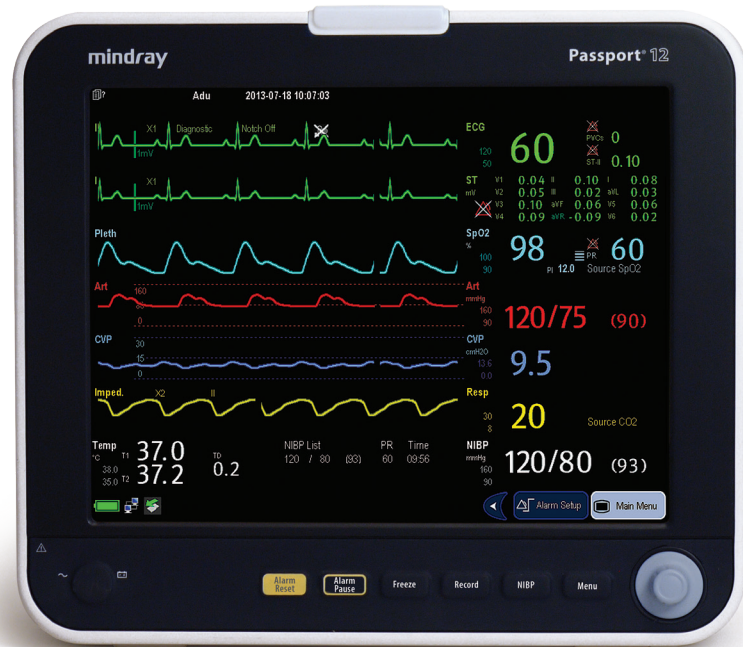 mindray
Passport® 12
? Adu 2013-07-18 10:07:03
I X1 Diagnostic Notch Off
1mV
ECG
120
50
60
PVCs 0
ST-II 0.10
I X1
1mV
ST V1 0.04 II 0.10 I 0.08
mV V2 0.05 III 0.02 aVL 0.03
V3 0.10 aVF 0.06 V5 0.06
V4 0.09 aVR -0.09 V6 0.02
Pleth
SpO2
%
100
90
98
PI 12.0
PR 60
Source SpO2
Art
160
0
Art
mmHg
160
90
120/75 (90)
CVP
30
15
0
CVP
cmH2O
13.6
0.0
9.5
Imped. X2 II
Resp
30
8
20
Source CO2
Temp
°C
38.0
35.0
T1 37.0
T2 37.2
TD
0.2
NIBP List PR Time
120 / 80 (93) 60 09:56
NIBP
mmHg
160
90
120/80 (93)
Alarm Setup
Main Menu
Alarm
Reset
Alarm
Pause
Freeze
Record
NIBP
Menu